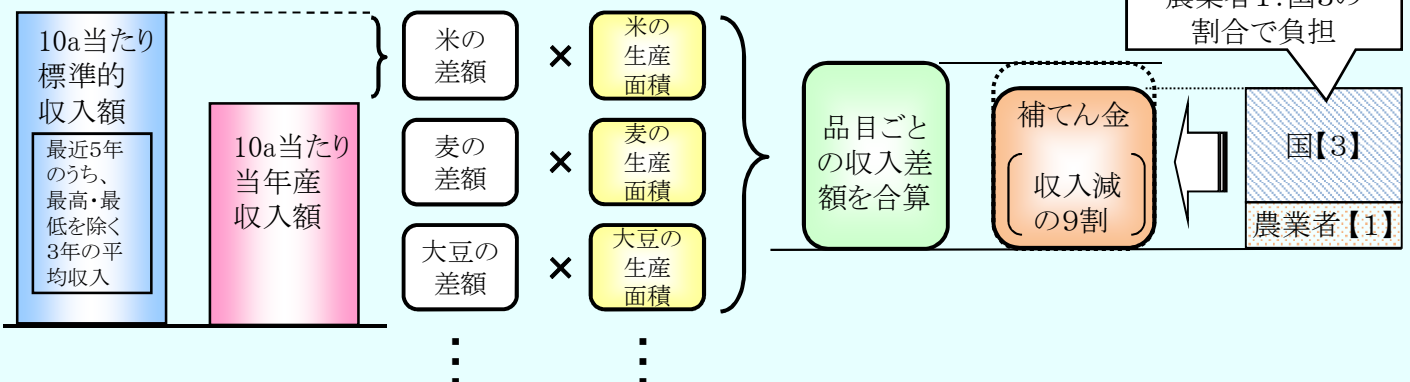 10a当たり
標準的
収入額
最近5年
のうち、
最高・最
低を除く
3年の平
均収入
10a当たり
当年産
収入額
米の
差額
×
米の
生産
面積
麦の
差額
×
麦の
生産
面積
大豆の
差額
×
大豆の
生産
面積
品目ごと
の収入差
額を合算
補てん金
収入減
の9割
農業者1:国3の
割合で負担
国【3】
農業者【1】